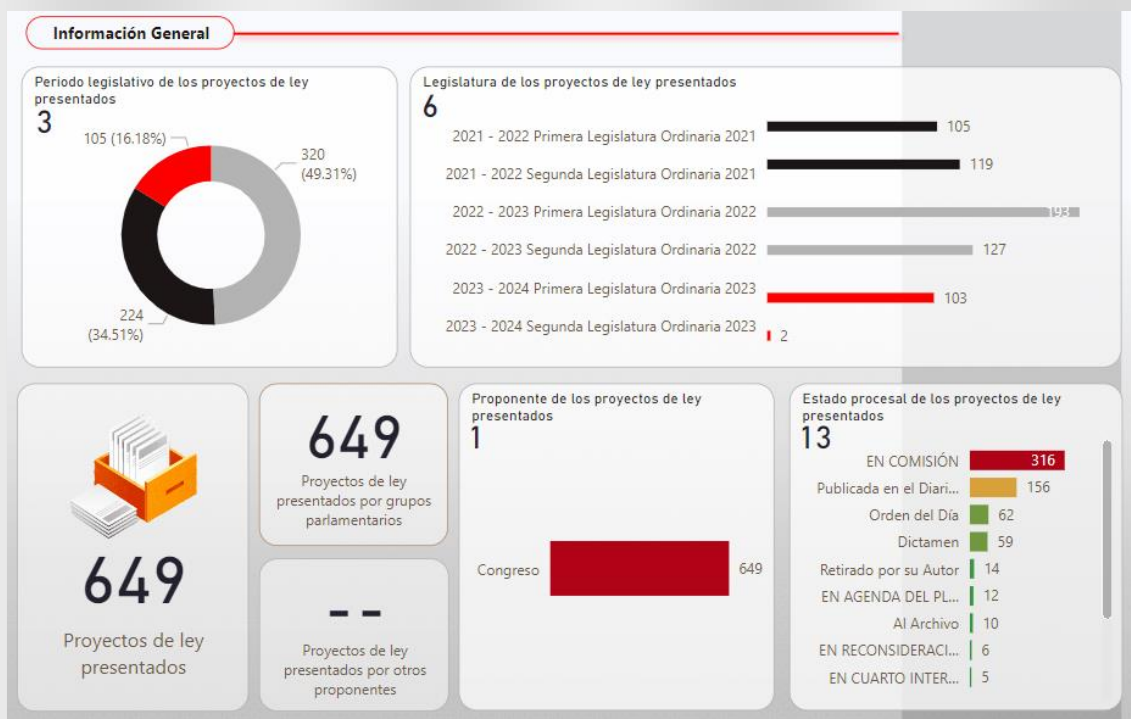 Información General
Periodo legislativo de los proyectos de ley
presentados
3
105 (16.18%)
320
(49.31%)
224
(34.51%)
Legislatura de los proyectos de ley presentados
6
2021 - 2022 Primera Legislatura Ordinaria 2021 105
2021 - 2022 Segunda Legislatura Ordinaria 2021 119
2022 - 2023 Primera Legislatura Ordinaria 2022 193
2022 - 2023 Segunda Legislatura Ordinaria 2022 127
2023 - 2024 Primera Legislatura Ordinaria 2023 103
2023 - 2024 Segunda Legislatura Ordinaria 2023 2
649
Proyectos de ley
presentados
649
Proyectos de ley
presentados por grupos
parlamentarios
--
Proyectos de ley
presentados por otros
proponentes
Proponente de los proyectos de ley
presentados
1
Congreso 649
Estado procesal de los proyectos de ley
presentados
13
EN COMISIÓN 316
Publicada en el Diari... 156
Orden del Día 62
Dictamen 59
Retirado por su Autor 14
EN AGENDA DEL PL... 12
Al Archivo 10
EN RECONSIDERACI... 6
EN CUARTO INTER... 5